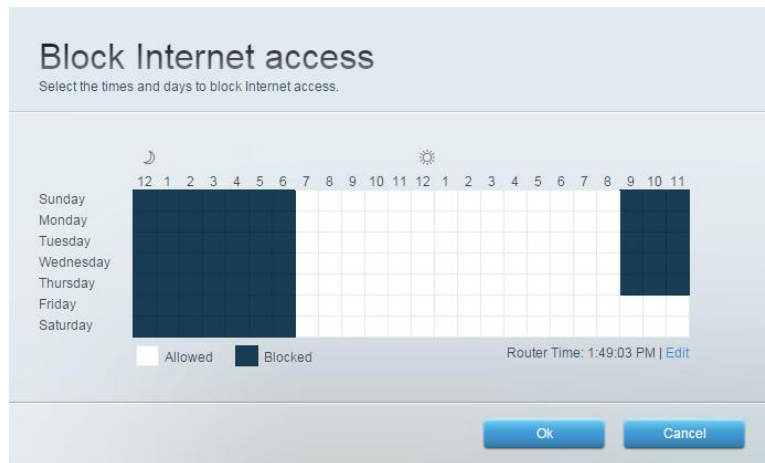 Block Internet access
Select the times and days to block Internet access.
12 1 2 3 4 5 6 7 8 9 10 11 12 1 2 3 4 5 6 7 8 9 10 11
Sunday
Monday
Tuesday
Wednesday
Thursday
Friday
Saturday
Allowed Blocked Router Time: 1:49:03 PM | Edit
Ok Cancel